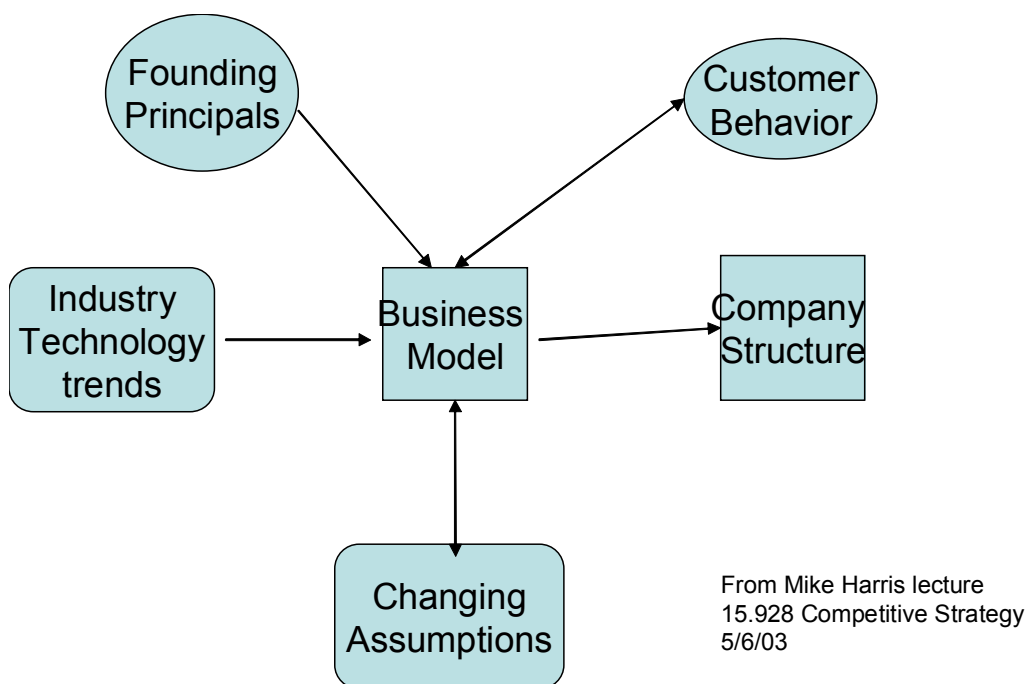 Founding
Principals
Customer
Behavior
Industry
Technology
trends
Business
Model
Company
Structure
Changing
Assumptions
From Mike Harris lecture
15.928 Competitive Strategy
5/6/03